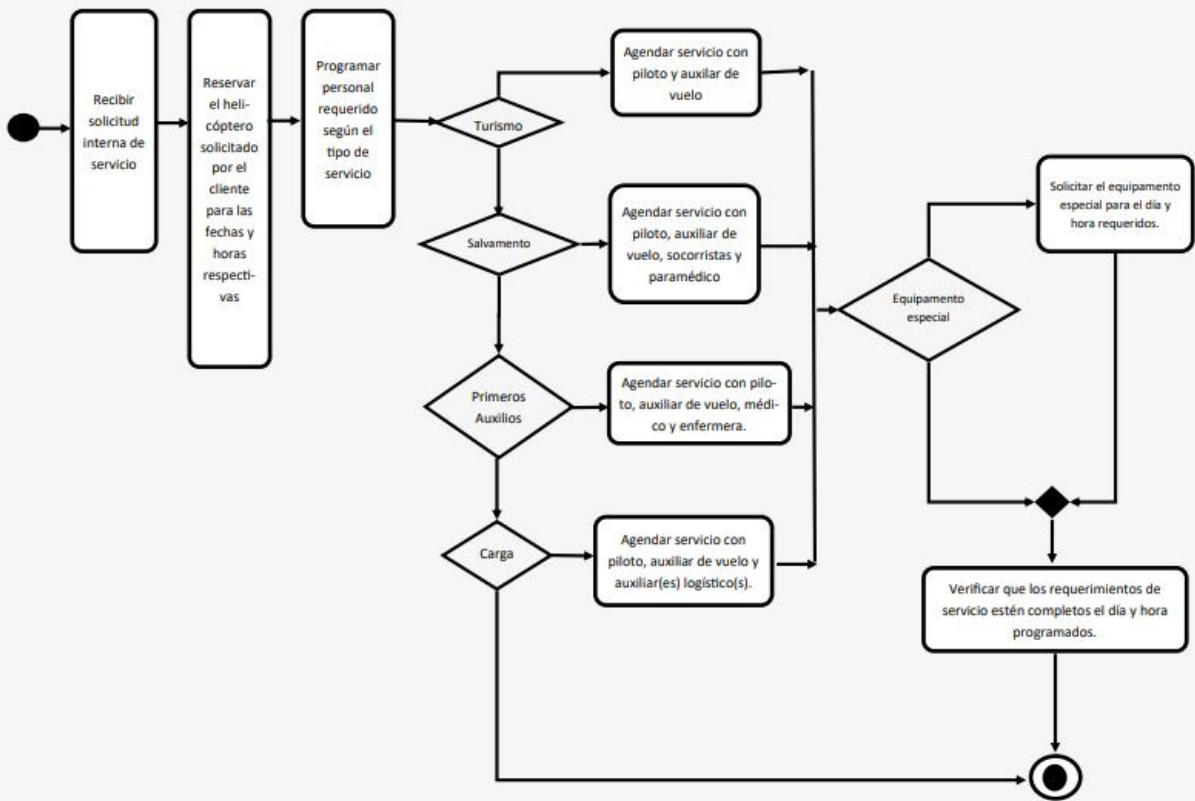 Recibir
solicitud
interna de
servicio
Reservar
el heli-
cóptero
solicitado
por el
cliente
para las
fechas y
horas
respecti-
vas
Programar
personal
requerido
según el
tipo de
servicio
Turismo
Agendar servicio con
piloto y auxilar de
vuelo
Salvamento
Agendar servicio con
piloto, auxiliar de
vuelo, socorristas y
paramédico
Primeros
Auxilios
Agendar servicio con pilo-
to, auxiliar de vuelo, médi-
co y enfermera.
Carga
Agendar servicio con
piloto, auxiliar de vuelo y
auxiliar(es) logístico(s).
Equipamento
especial
Solicitar el equipamento
especial para el día y
hora requeridos.
Verificar que los requerimientos de
servicio estén completos el día y hora
programados.